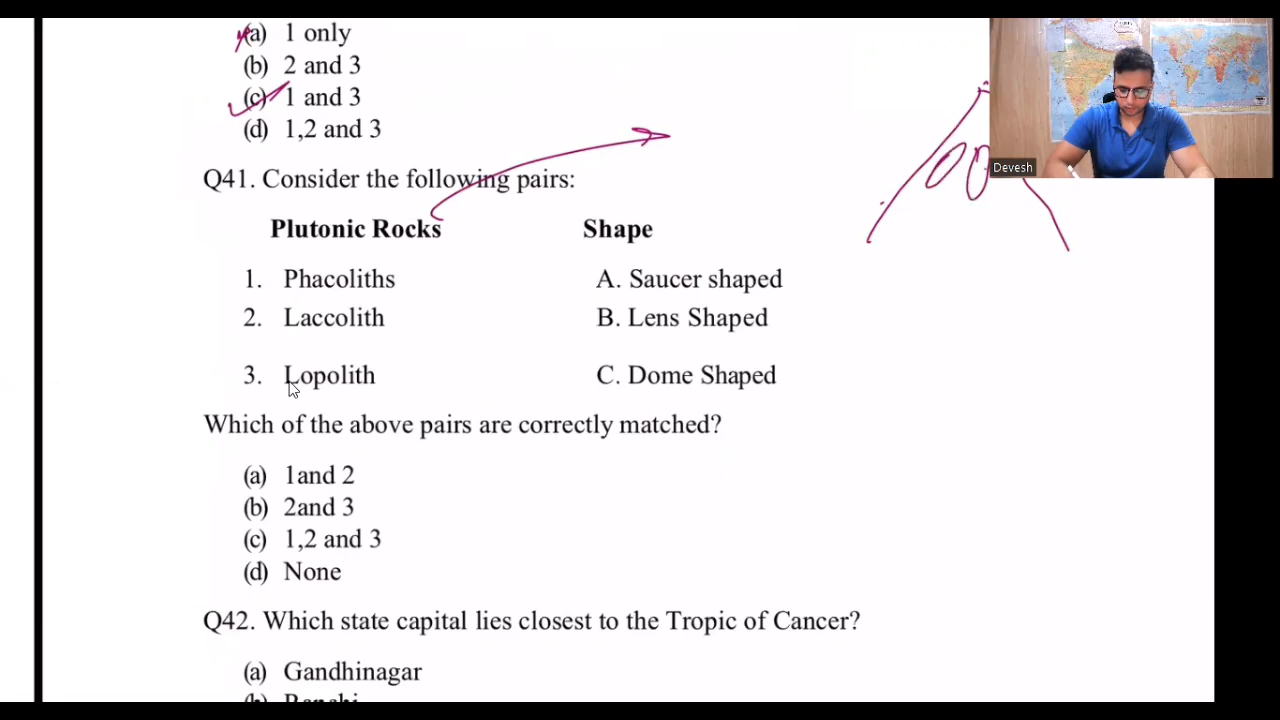 (a) 1 only
(b) 2 and 3
(c) 1 and 3
(d) 1,2 and 3
Devesh
Q41. Consider the following pairs:
Plutonic Rocks Shape
1. Phacoliths A. Saucer shaped
2. Laccolith B. Lens Shaped
3. Lopolith C. Dome Shaped
Which of the above pairs are correctly matched?
(a) 1and 2
(b) 2and 3
(c) 1,2 and 3
(d) None
Q42. Which state capital lies closest to the Tropic of Cancer?
(a) Gandhinagar
(b) Ranchi